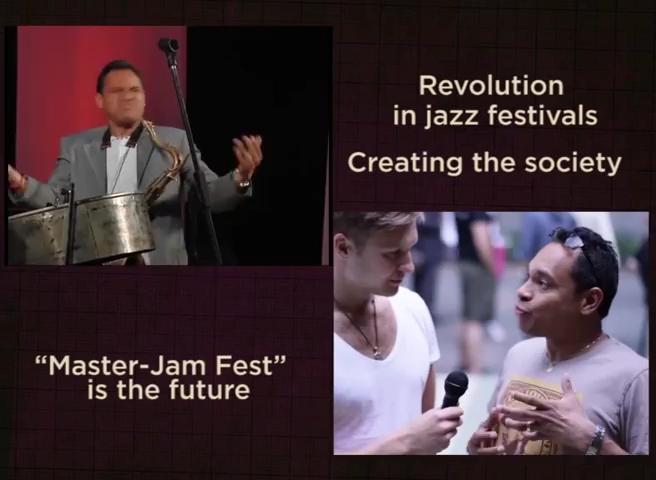 Revolution
in jazz festivals
Creating the society
“Master-Jam Fest”
is the future